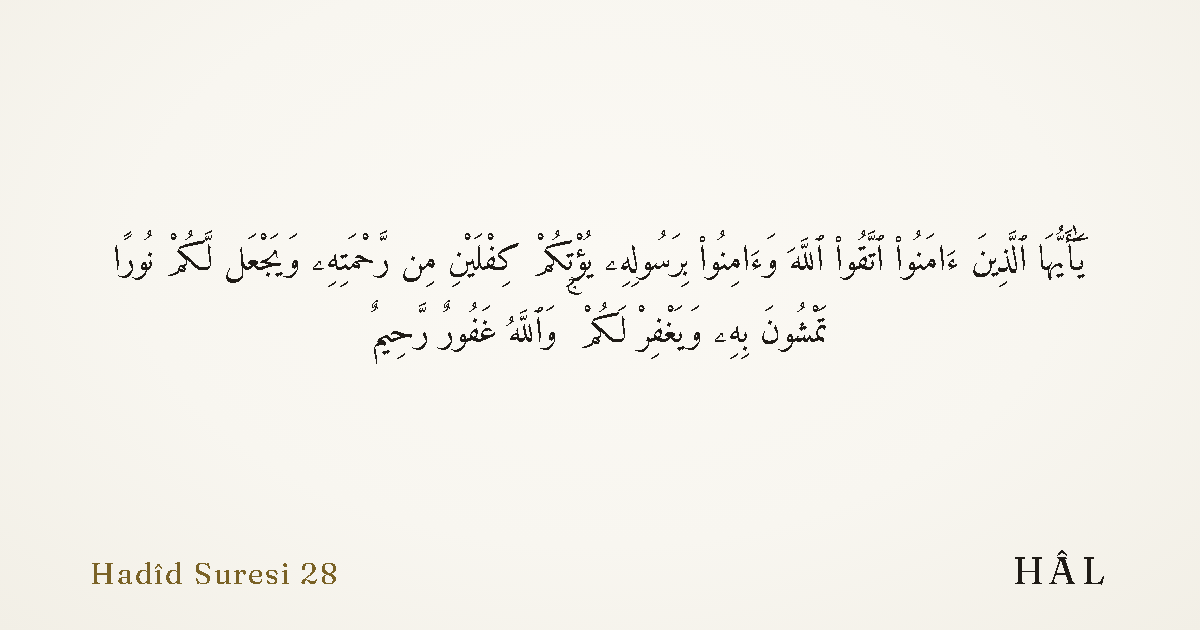 يَـٰٓأَيُّهَا ٱلَّذِينَ ءَامَنُوا۟ ٱتَّقُوا۟ ٱللَّهَ وَءَامِنُوا۟ بِرَسُولِهِۦ يُؤْتِكُمْ كِفْلَيْنِ مِن رَّحْمَتِهِۦ وَيَجْعَل لَّكُمْ نُورًا
تَمْشُونَ بِهِۦ وَيَغْفِرْ لَكُمْ ۚ وَٱللَّهُ غَفُورٌ رَّحِيمٌ
Hadîd Suresi 28
HÂL